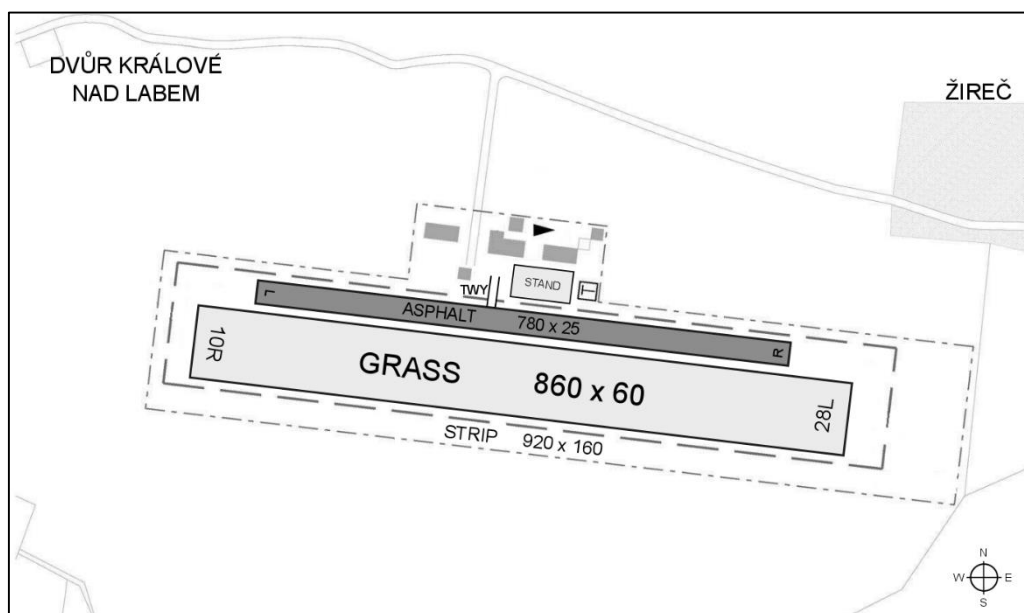 DVŮR KRÁLOVÉ
NAD LABEM
ŽIREČ
TWY
STAND
T
L
ASPHALT 780 x 25
R
10R
GRASS 860 x 60
28L
STRIP 920 x 160
N
W E
S